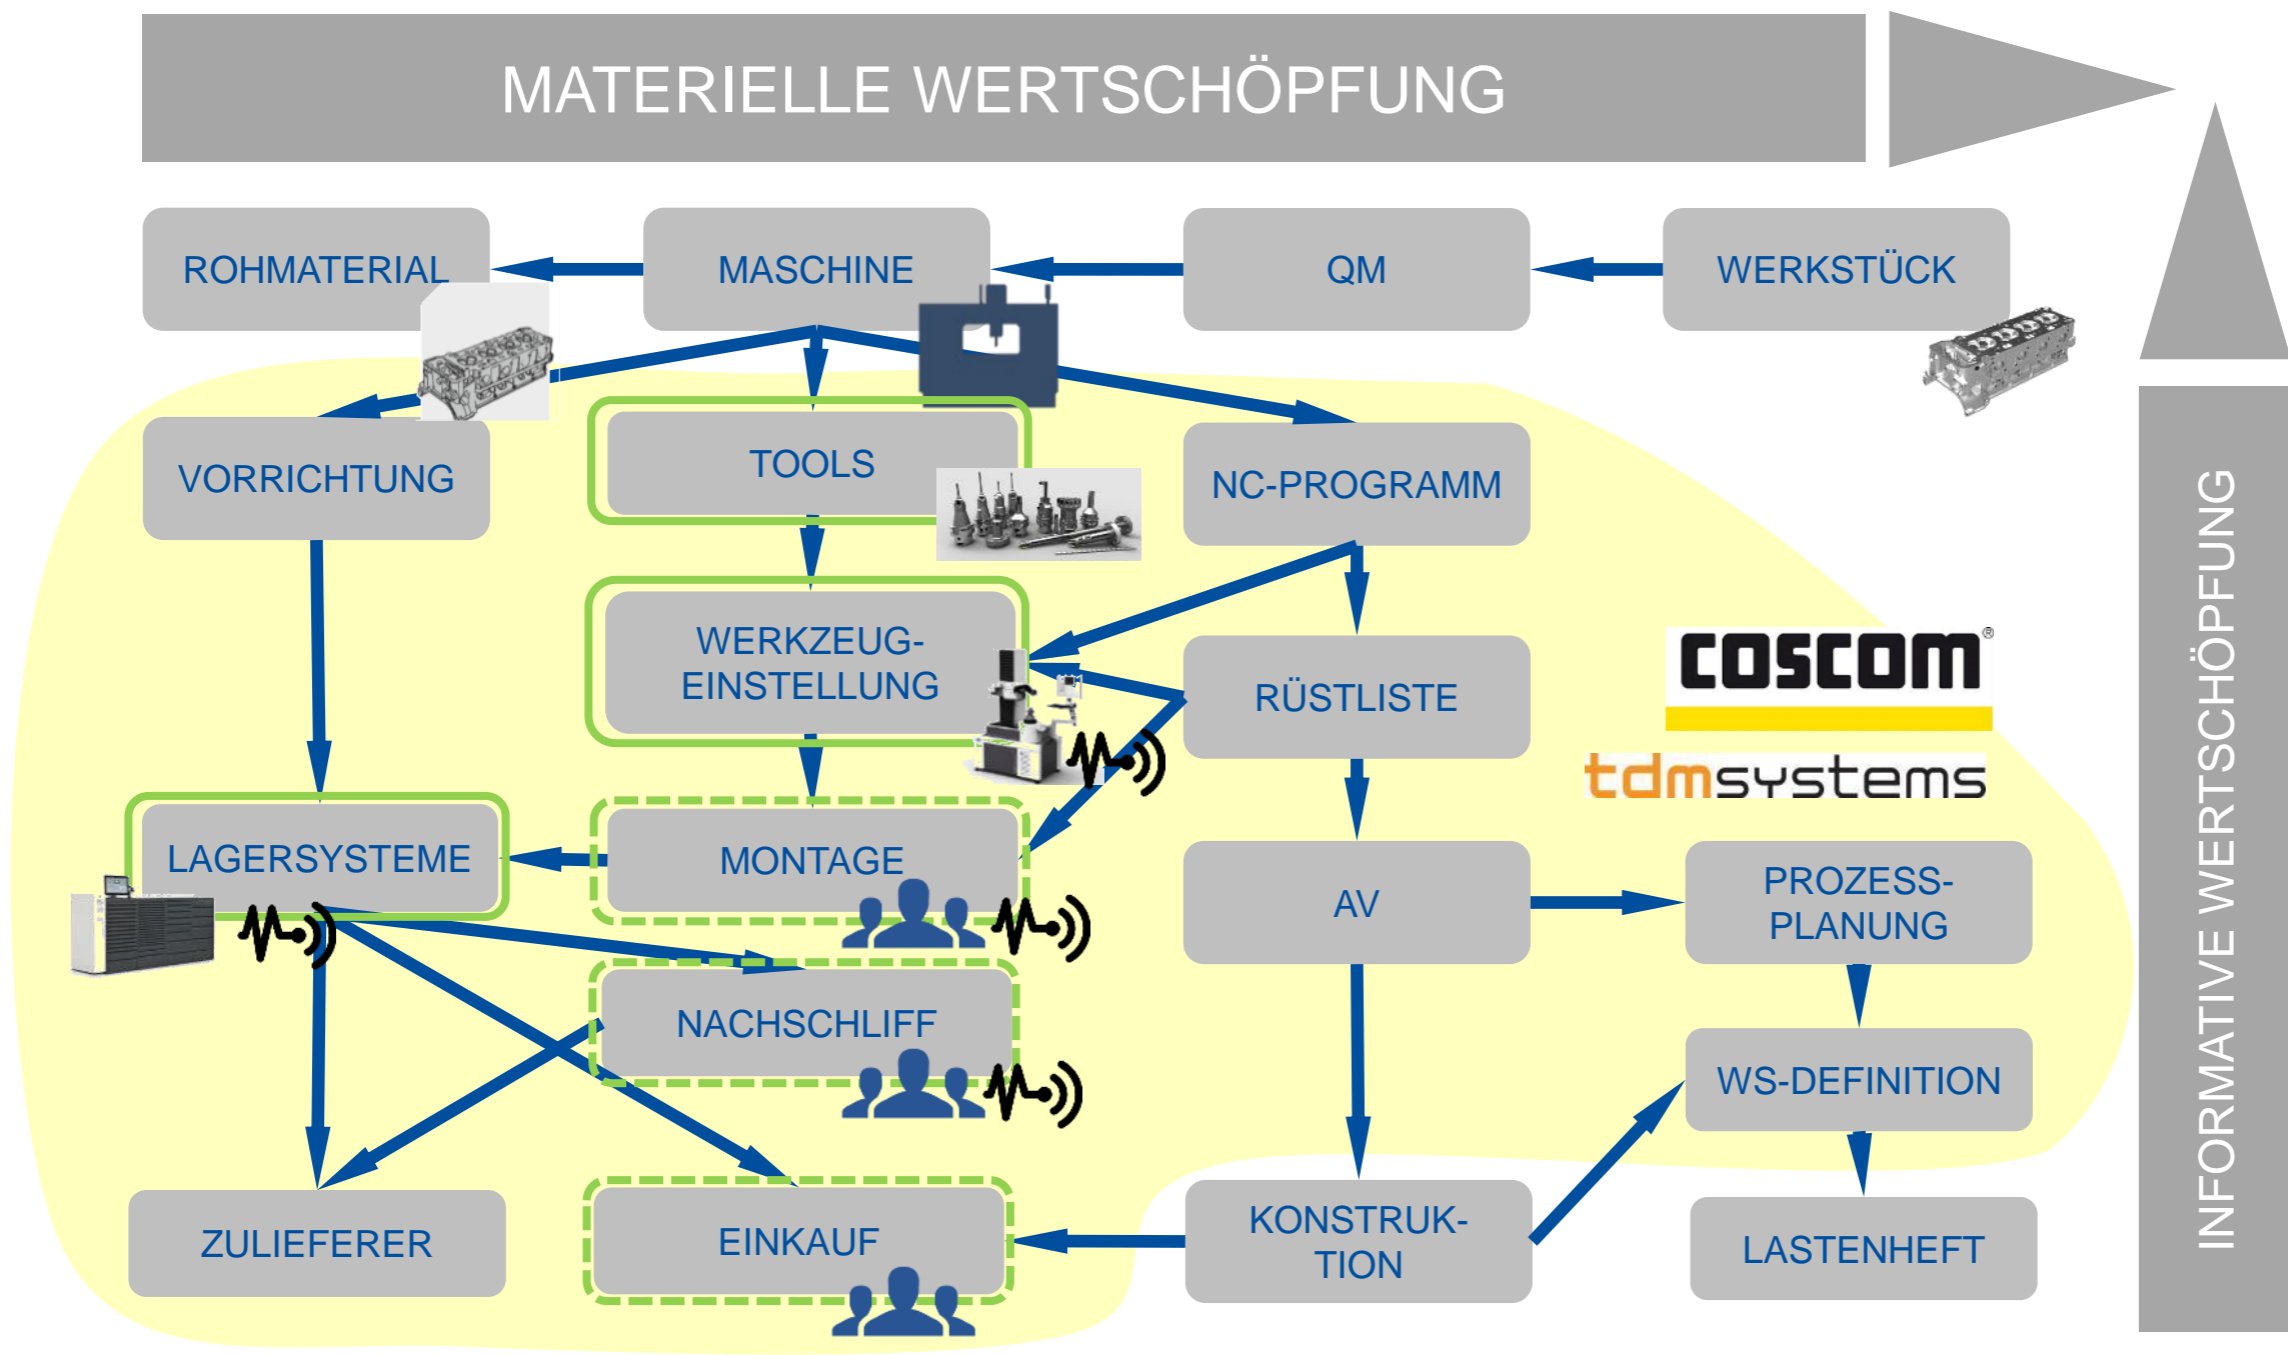 MATERIELLE WERTSCHÖPFUNG
ROHMATERIAL
MASCHINE
QM
WERKSTÜCK
VORRICHTUNG
TOOLS
NC-PROGRAMM
WERKZEUG-
EINSTELLUNG
RÜSTLISTE
COSCOM®
tdmsystems
LAGERSYSTEME
MONTAGE
AV
PROZESS-
PLANUNG
NACHSCHLIFF
WS-DEFINITION
ZULIEFERER
EINKAUF
KONSTRUK-
TION
LASTENHEFT
INFORMATIVE WERTSCHÖPFUNG